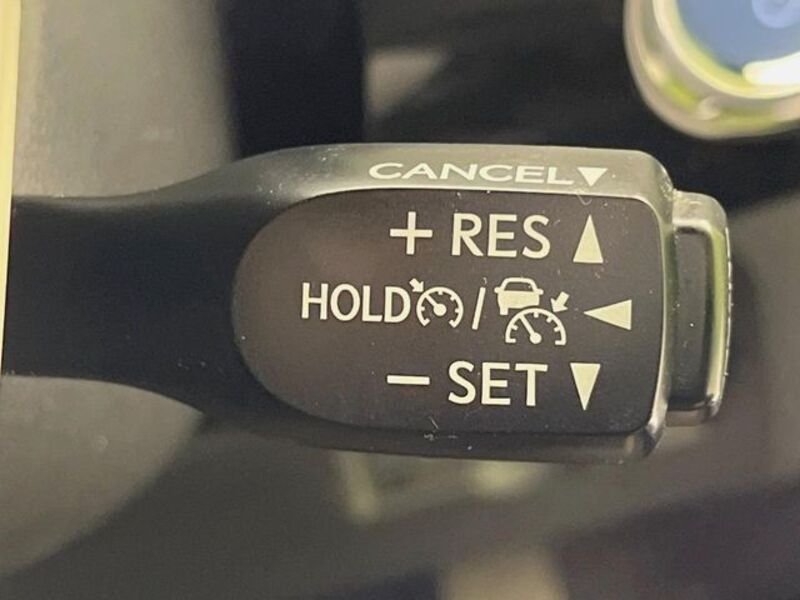 CANCEL▼
+ RES ▲
HOLD / ◀
− SET ▼